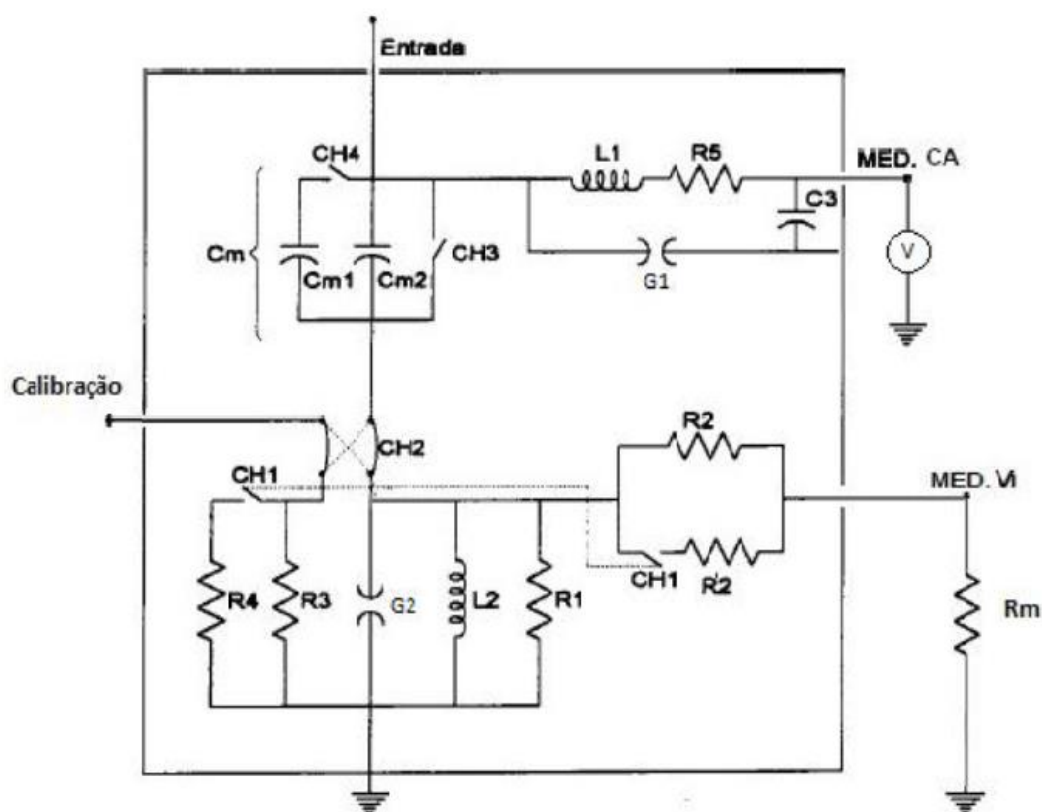 Entrada
CH4
L1
R5
MED. CA
C3
Cm
Cm1
Cm2
CH3
G1
V
Calibração
CH2
R2
CH1
MED. Vi
R4
R3
G2
L2
R1
CH1
R2
Rm